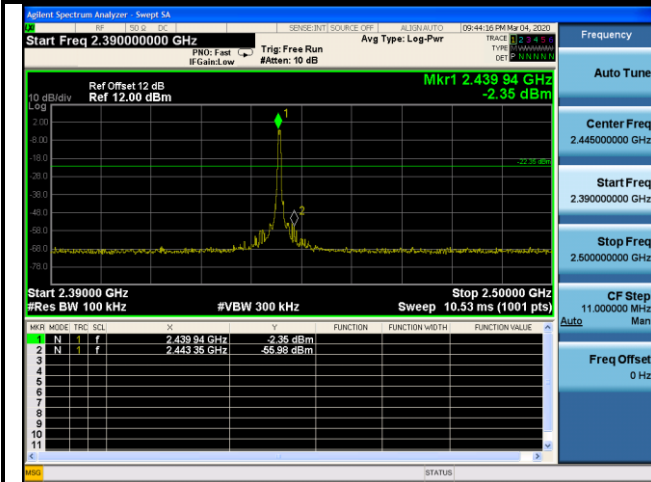 Agilent Spectrum Analyzer - Swept SA
RF 50 Ω DC SENSE:INT SOURCE OFF ALIGNAUTO 09:44:16 PM Mar 04, 2020
Start Freq 2.390000000 GHz
PNO: Fast
IFGain:Low
Trig: Free Run
#Atten: 10 dB
Avg Type: Log-Pwr
TRACE 1 2 3 4 5 6
TYPE M
DET P N N N N N
Ref Offset 12 dB
Ref 12.00 dBm
10 dB/div
Log
Mkr1 2.439 94 GHz
-2.35 dBm
2.00
-8.00
-18.0
-28.0
-38.0
-48.0
-58.0
-68.0
-78.0
1
-22.35 dBm
2
Start 2.39000 GHz
Stop 2.50000 GHz
#Res BW 100 kHz
#VBW 300 kHz
Sweep 10.53 ms (1001 pts)
MKR MODE TRC SCL X Y FUNCTION FUNCTION WIDTH FUNCTION VALUE
1 N 1 f 2.439 94 GHz -2.35 dBm
2 N 1 f 2.443 35 GHz -55.98 dBm
3
4
5
6
7
8
9
10
11
MSG
STATUS
Frequency
Auto Tune
Center Freq
2.445000000 GHz
Start Freq
2.390000000 GHz
Stop Freq
2.500000000 GHz
CF Step
11.000000 MHz
Auto Man
Freq Offset
0 Hz